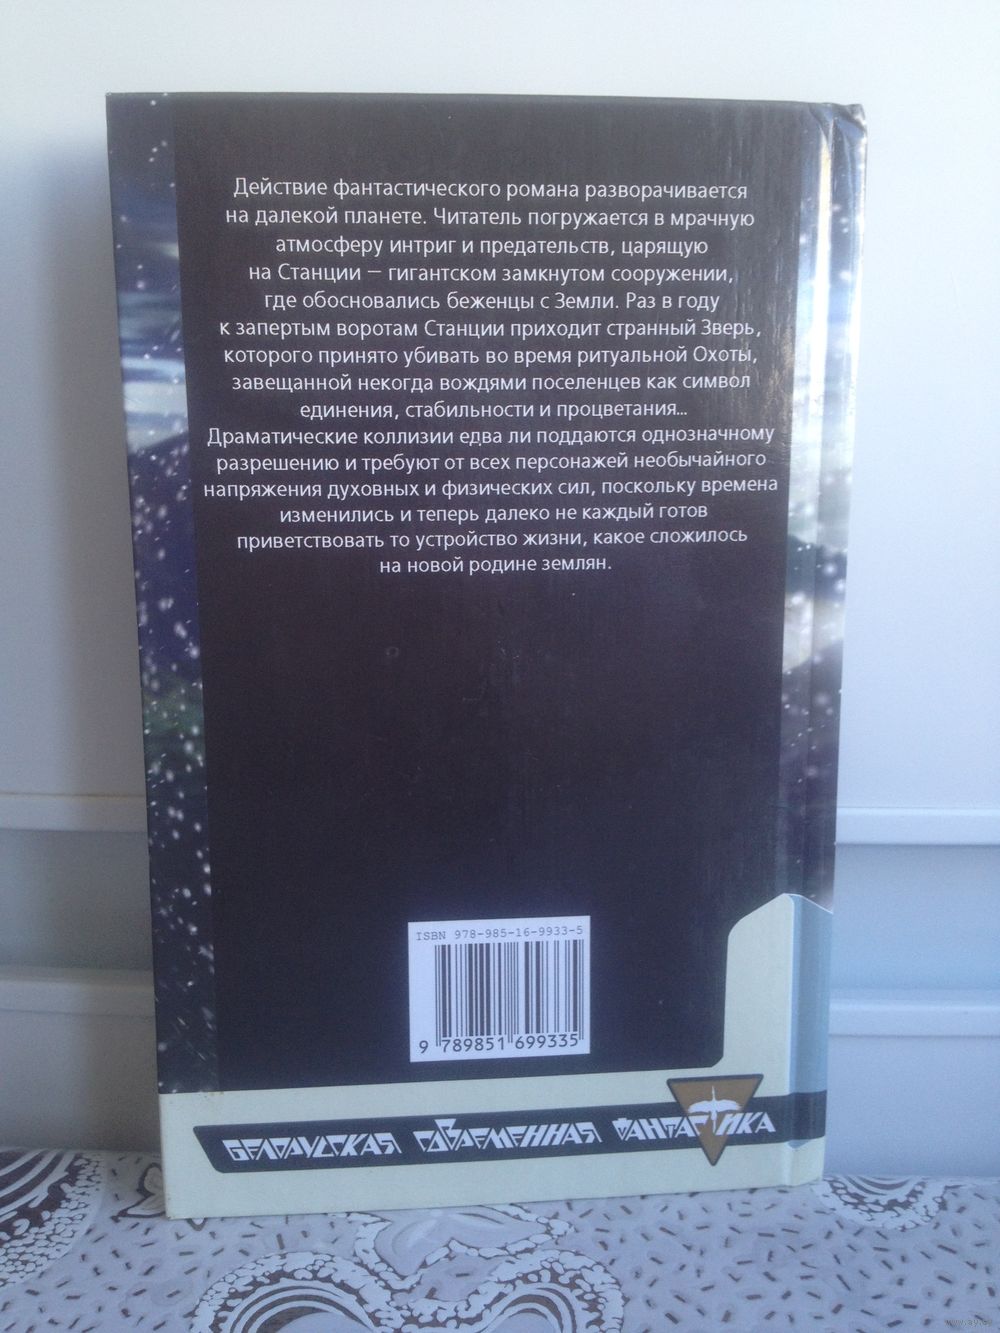 Действие фантастического романа разворачивается
на далекой планете. Читатель погружается в мрачную
атмосферу интриг и предательств, царящую
на Станции — гигантском замкнутом сооружении,
где обосновались беженцы с Земли. Раз в году
к запертым воротам Станции приходит странный Зверь,
которого принято убивать во время ритуальной Охоты,
завещанной некогда вождями поселенцев как символ
единения, стабильности и процветания...
Драматические коллизии едва ли поддаются однозначному
разрешению и требуют от всех персонажей необычайного
напряжения духовных и физических сил, поскольку времена
изменились и теперь далеко не каждый готов
приветствовать то устройство жизни, какое сложилось
на новой родине землян.
ISBN 978-985-16-9933-5
9 789851 699335
БЕЛОРУССКАЯ СОВРЕМЕННАЯ ФАНТАСТИКА